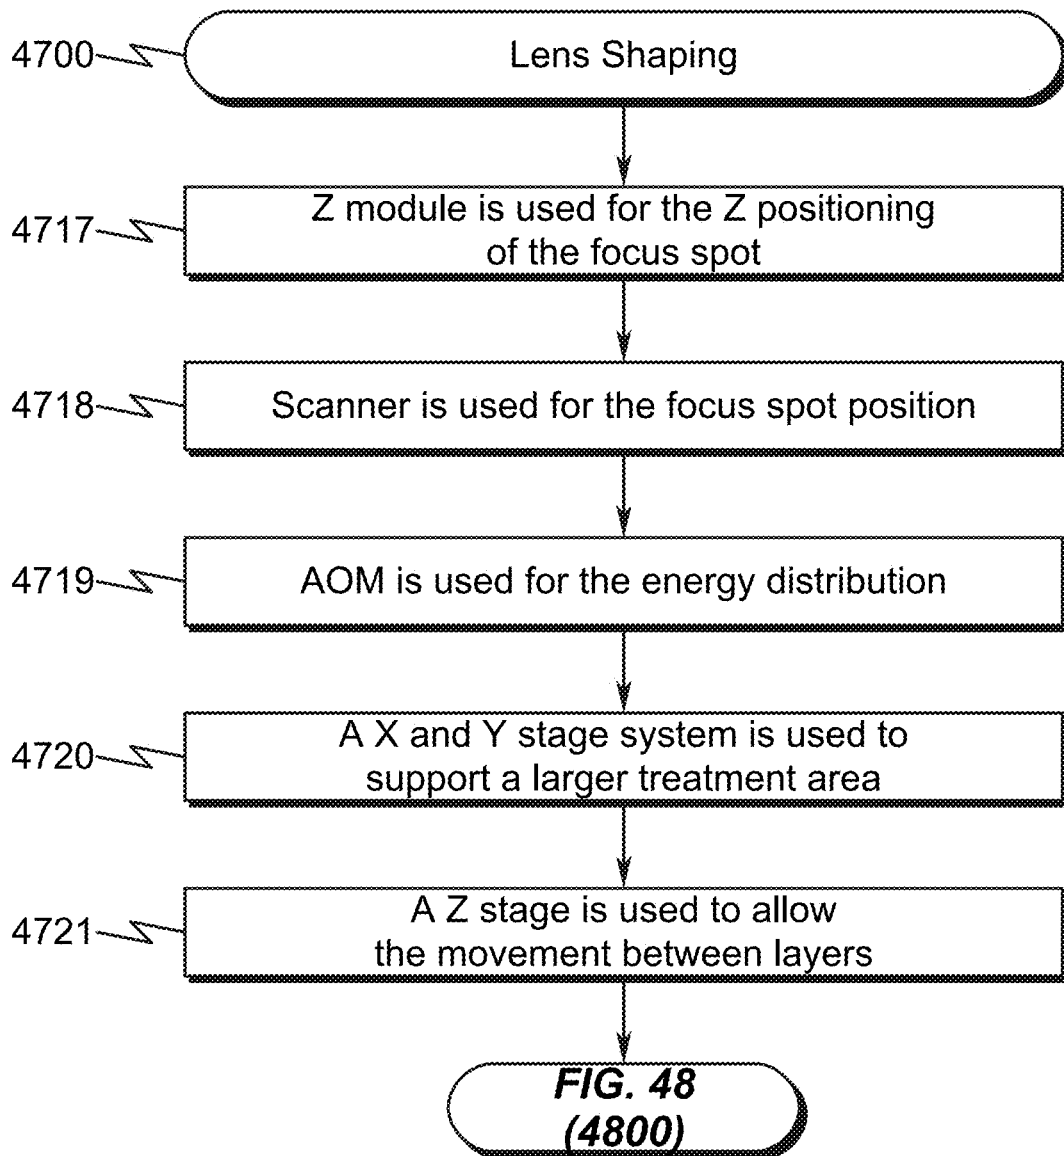 4700
Lens Shaping
4717
Z module is used for the Z positioning
of the focus spot
4718
Scanner is used for the focus spot position
4719
AOM is used for the energy distribution
4720
A X and Y stage system is used to
support a larger treatment area
4721
A Z stage is used to allow
the movement between layers
FIG. 48
(4800)